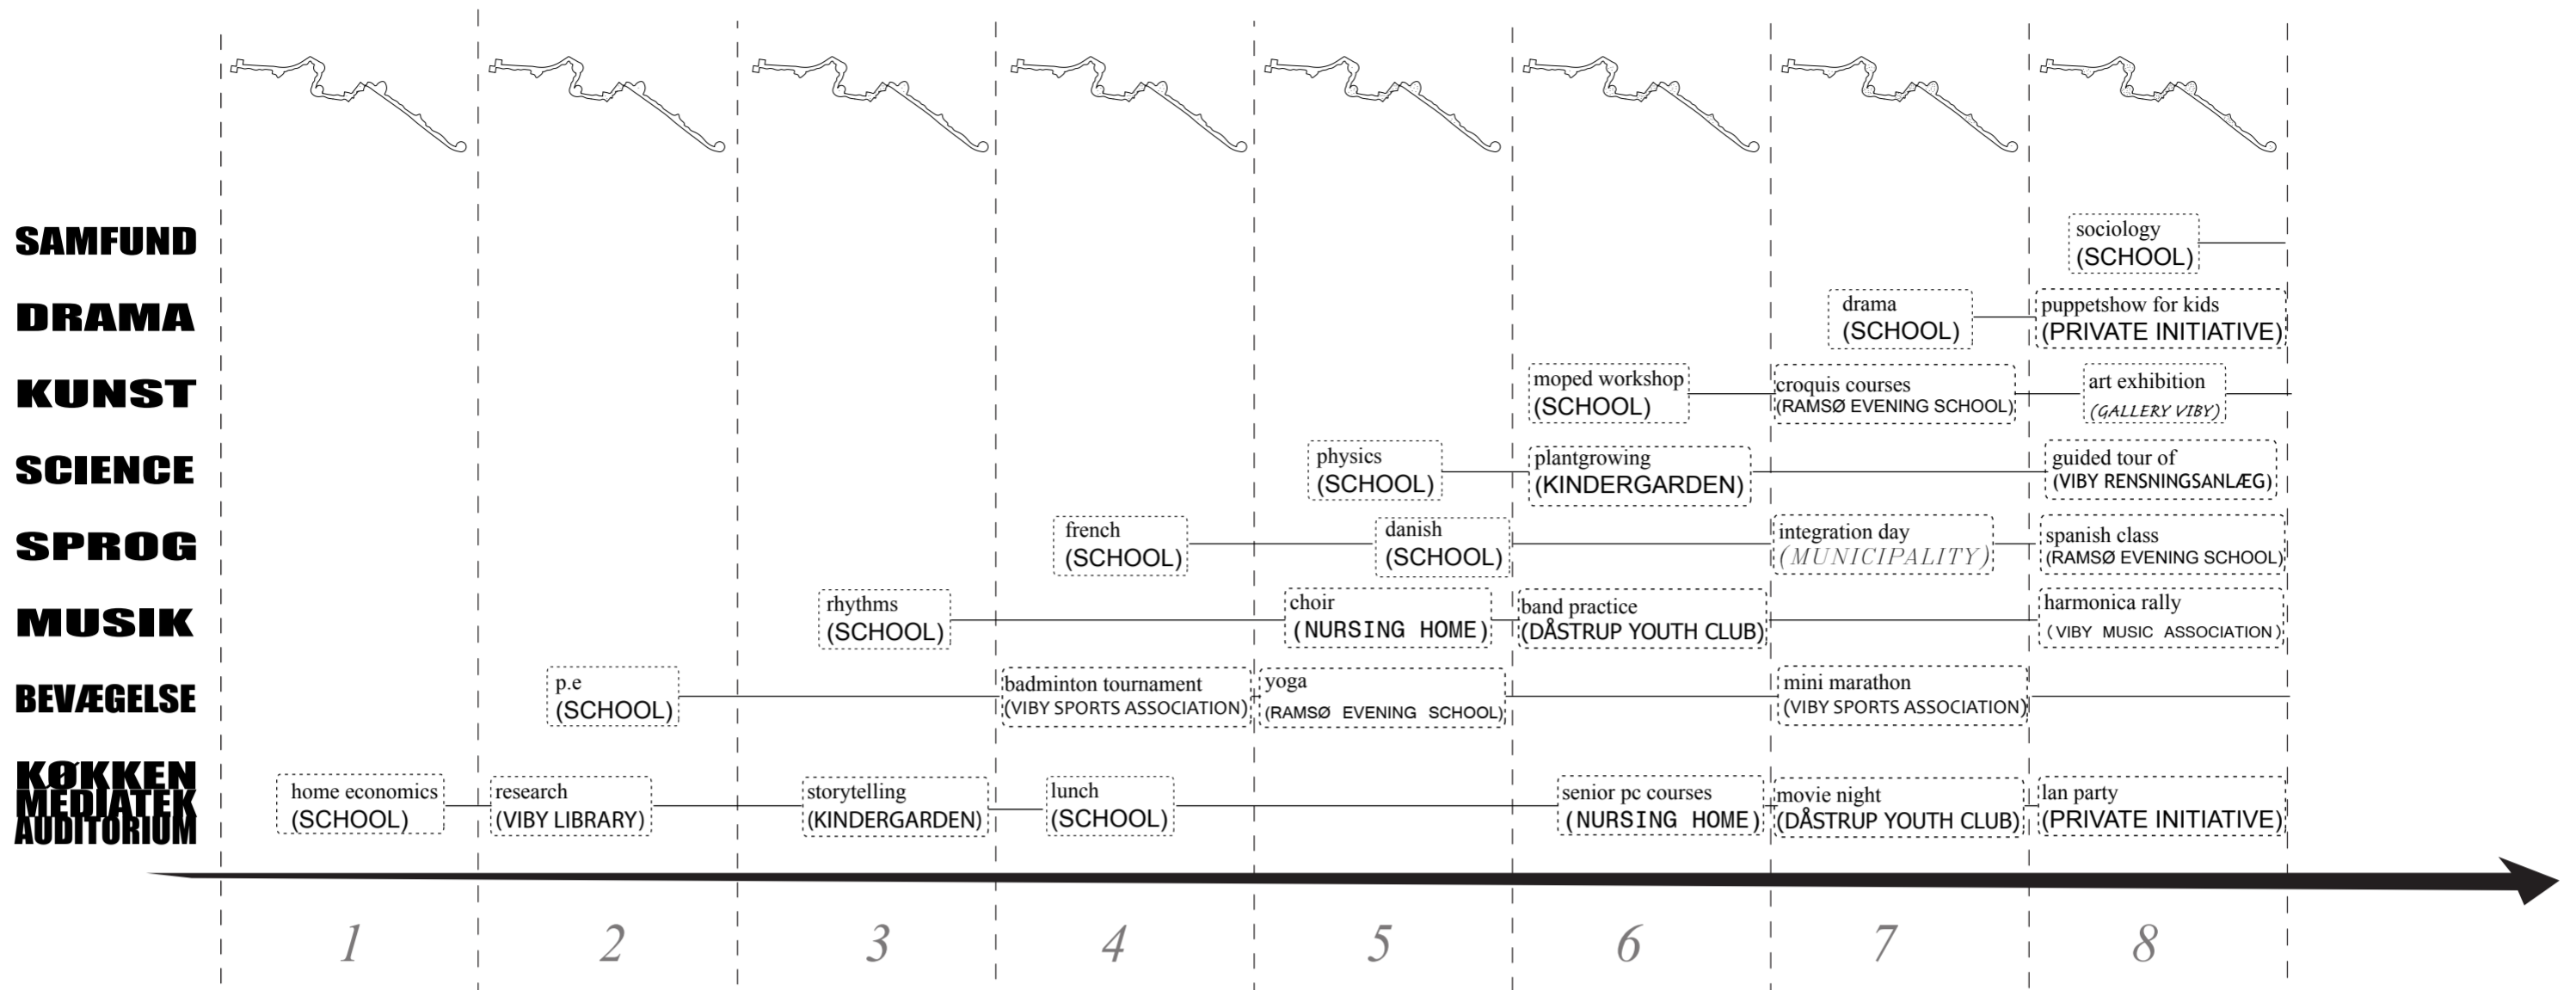 SAMFUND
sociology
(SCHOOL)
DRAMA
drama
(SCHOOL)
puppetshow for kids
(PRIVATE INITIATIVE)
KUNST
moped workshop
(SCHOOL)
croquis courses
(RAMSØ EVENING SCHOOL)
art exhibition
(GALLERY VIBY)
SCIENCE
physics
(SCHOOL)
plantgrowing
(KINDERGARDEN)
guided tour of
(VIBY RENSNINGSANLÆG)
SPROG
french
(SCHOOL)
danish
(SCHOOL)
integration day
(MUNICIPALITY)
spanish class
(RAMSØ EVENING SCHOOL)
MUSIK
rhythms
(SCHOOL)
choir
(NURSING HOME)
band practice
(DÅSTRUP YOUTH CLUB)
harmonica rally
(VIBY MUSIC ASSOCIATION)
BEVÆGELSE
p.e
(SCHOOL)
badminton tournament
(VIBY SPORTS ASSOCIATION)
yoga
(RAMSØ EVENING SCHOOL)
mini marathon
(VIBY SPORTS ASSOCIATION)
KØKKEN
MEDIATEK
AUDITORIUM
home economics
(SCHOOL)
research
(VIBY LIBRARY)
storytelling
(KINDERGARDEN)
lunch
(SCHOOL)
senior pc courses
(NURSING HOME)
movie night
(DÅSTRUP YOUTH CLUB)
lan party
(PRIVATE INITIATIVE)
1 2 3 4 5 6 7 8